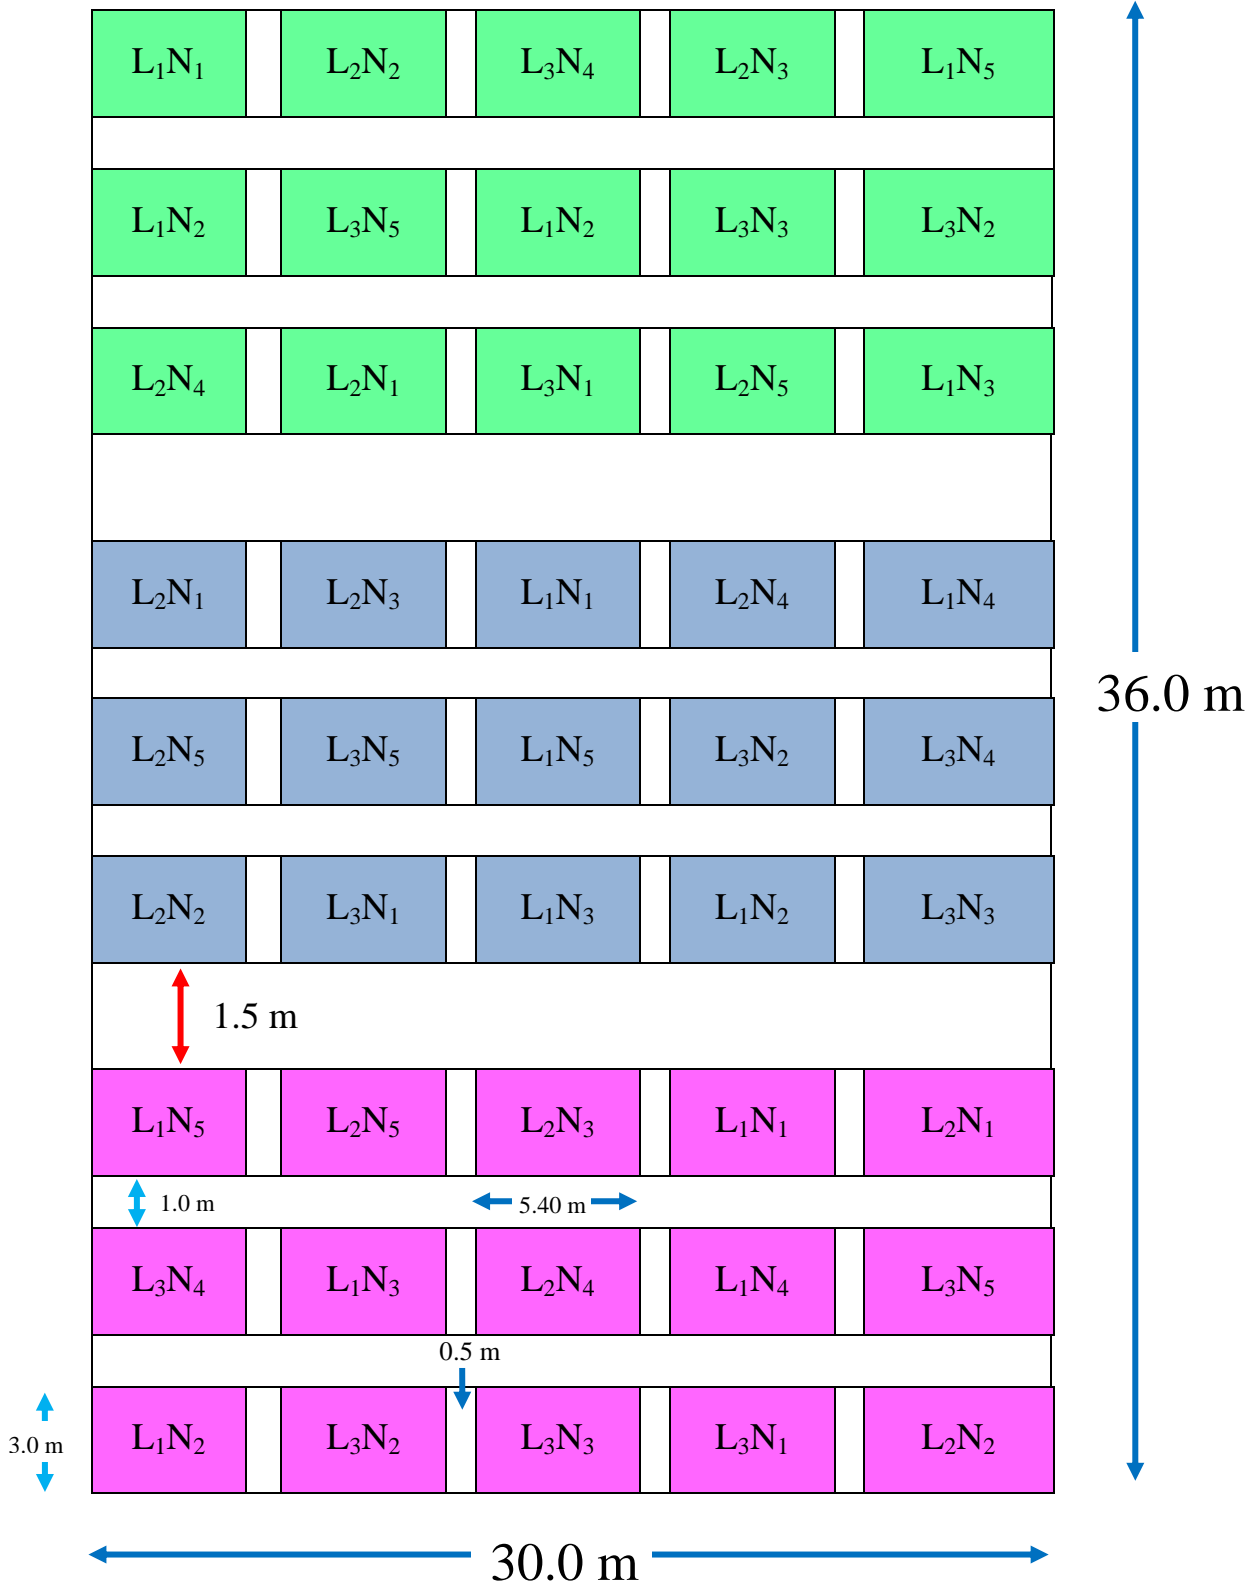 L₁N₁ L₂N₂ L₃N₄ L₂N₃ L₁N₅
L₁N₂ L₃N₅ L₁N₂ L₃N₃ L₃N₂
L₂N₄ L₂N₁ L₃N₁ L₂N₅ L₁N₃
L₂N₁ L₂N₃ L₁N₁ L₂N₄ L₁N₄
36.0 m
L₂N₅ L₃N₅ L₁N₅ L₃N₂ L₃N₄
L₂N₂ L₃N₁ L₁N₃ L₁N₂ L₃N₃
1.5 m
L₁N₅ L₂N₅ L₂N₃ L₁N₁ L₂N₁
1.0 m 5.40 m
L₃N₄ L₁N₃ L₂N₄ L₁N₄ L₃N₅
0.5 m
L₁N₂ L₃N₂ L₃N₃ L₃N₁ L₂N₂
3.0 m
30.0 m